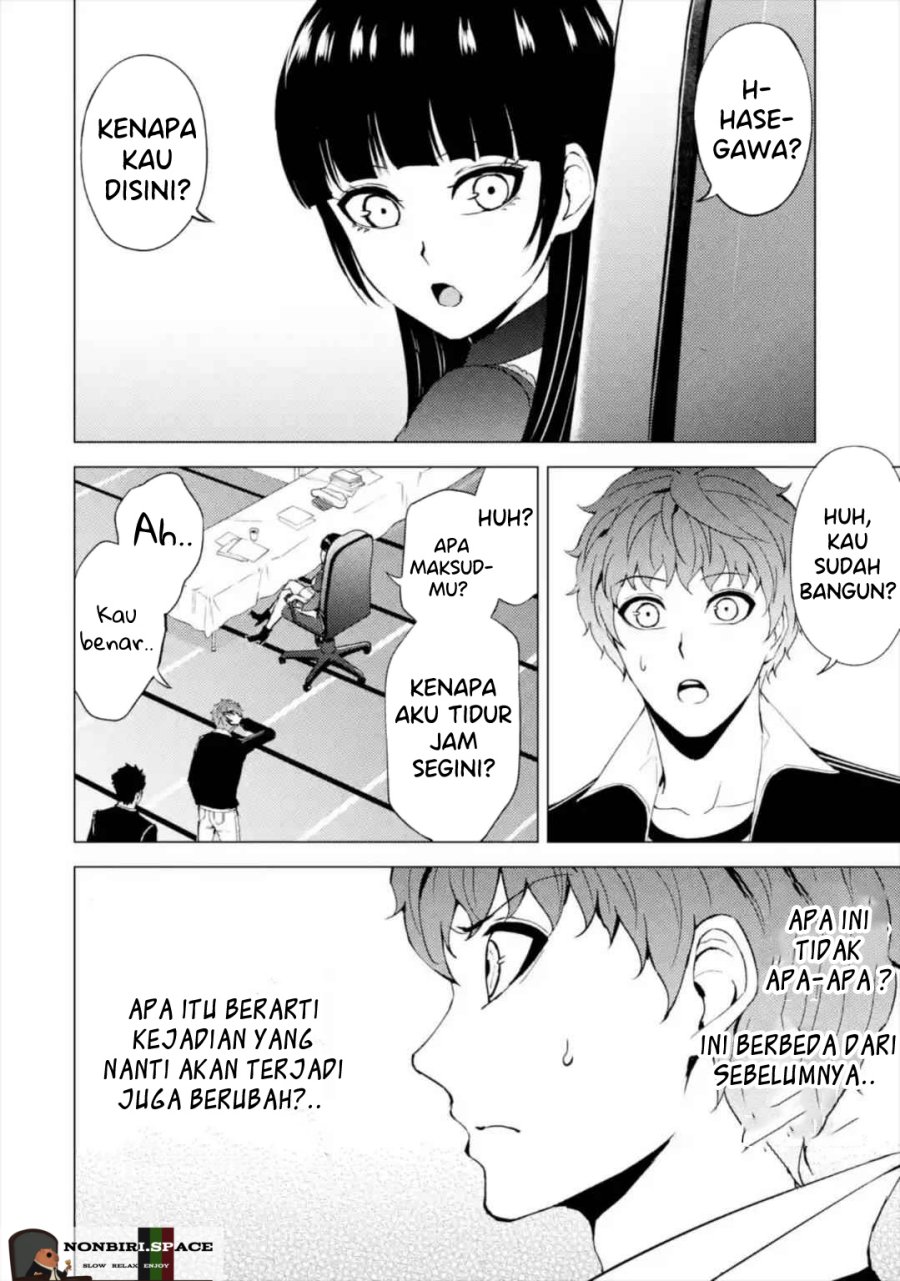 H-
HASE-
GAWA?
KENAPA
KAU
DISINI?
HUH,
KAU
SUDAH
BANGUN?
HUH?
APA
MAKSUD-
MU?
KENAPA
AKU TIDUR
JAM
SEGINI?
Ah..
Kau
benar..
APA INI
TIDAK
APA-APA?
INI BERBEDA DARI
SEBELUMNYA..
APA ITU BERARTI
KEJADIAN YANG
NANTI AKAN TERJADI
JUGA BERUBAH?..
NONBIRI.SPACE
SLOW RELAX ENJOY